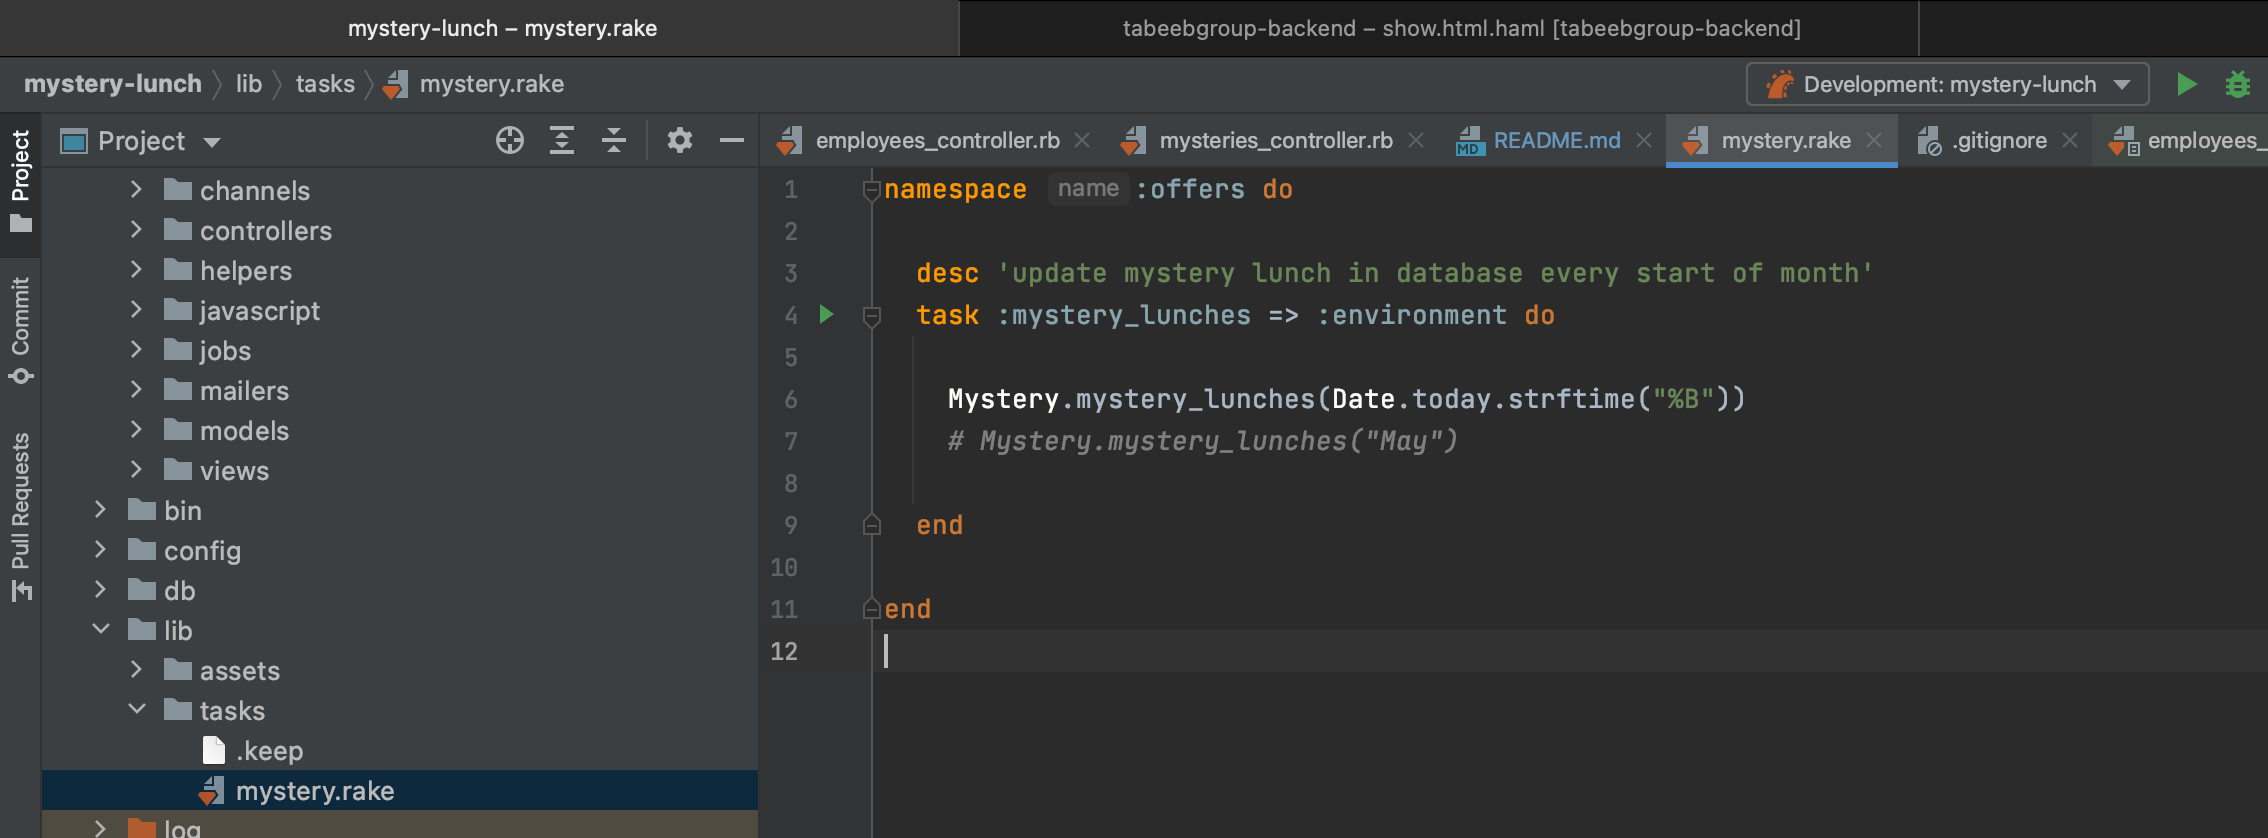 mystery-lunch – mystery.rake
tabeebgroup-backend – show.html.haml [tabeebgroup-backend]
mystery-lunch lib tasks mystery.rake
Development: mystery-lunch
Project
Commit
Pull Requests
Project
employees_controller.rb
mysteries_controller.rb
MD README.md
mystery.rake
.gitignore
employees_
channels
controllers
helpers
javascript
jobs
mailers
models
views
bin
config
db
lib
assets
tasks
.keep
mystery.rake
log
1 namespace name :offers do
2
3 desc 'update mystery lunch in database every start of month'
4 task :mystery_lunches => :environment do
5
6 Mystery.mystery_lunches(Date.today.strftime("%B"))
7 # Mystery.mystery_lunches("May")
8
9 end
10
11 end
12